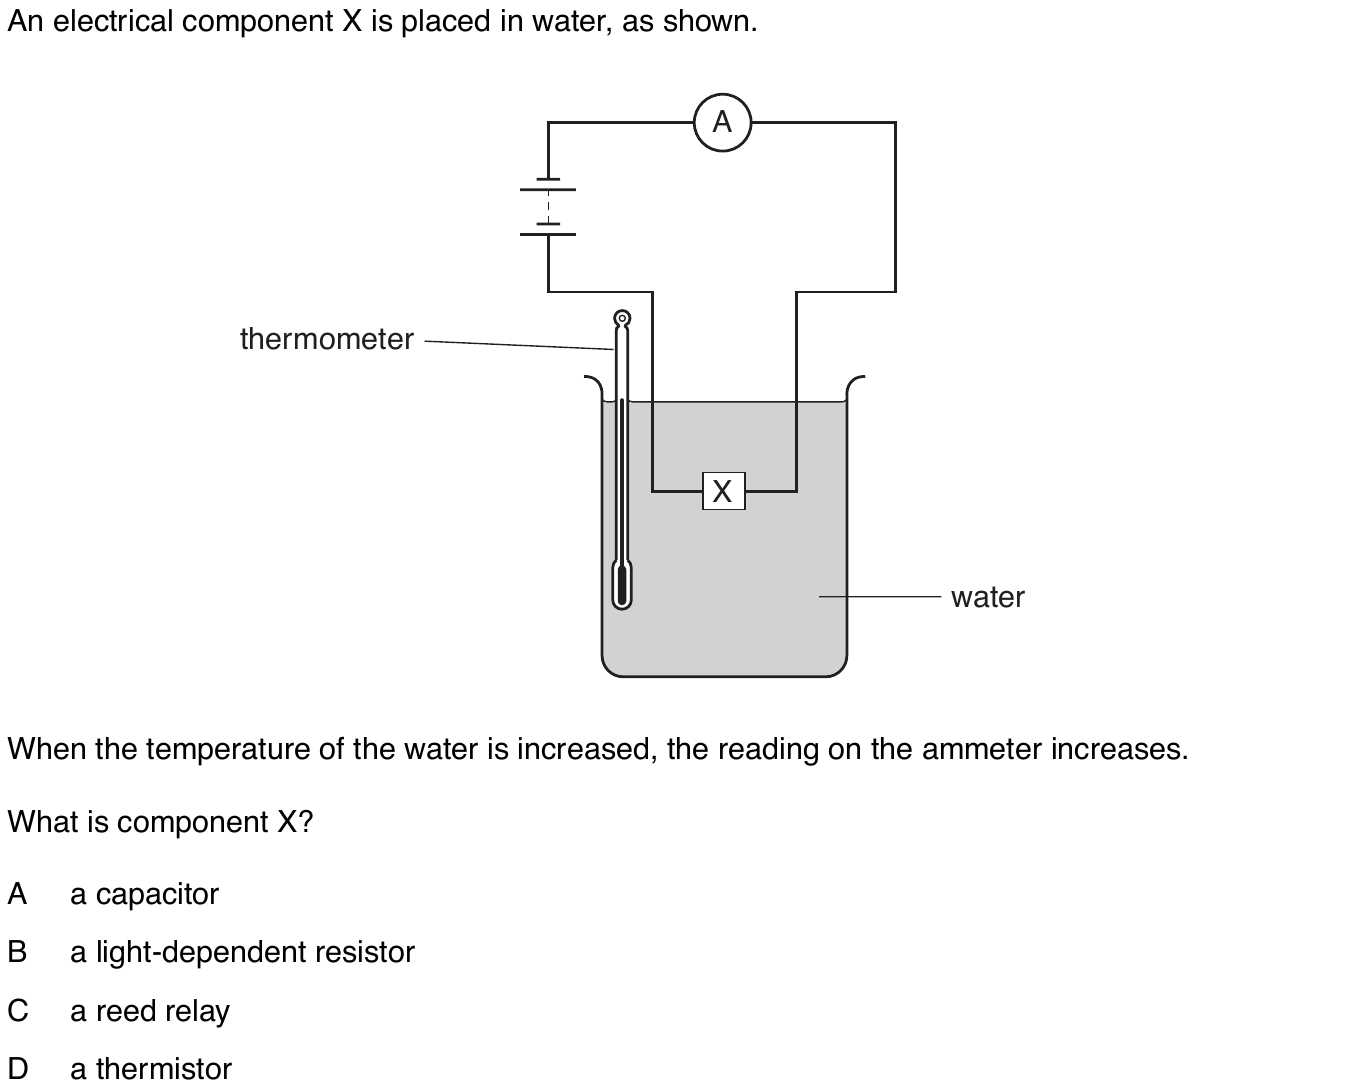 An electrical component X is placed in water, as shown.
A
thermometer
X
water
When the temperature of the water is increased, the reading on the ammeter increases.
What is component X?
A a capacitor
B a light-dependent resistor
C a reed relay
D a thermistor